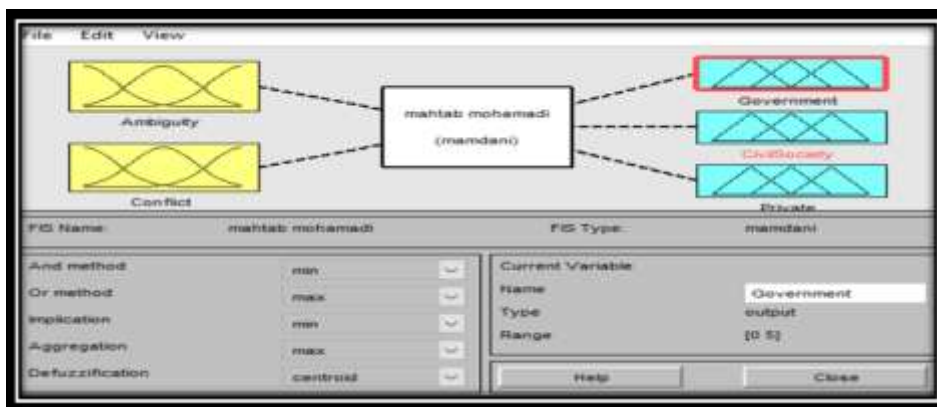 File Edit View
Ambiguity
Conflict
mahtab mohamadi
(mamdani)
Government
CivilSociety
Private
FIS Name: mahtab mohamadi FIS Type: mamdani
And method min
Or method max
Implication min
Aggregation max
Defuzzification centroid
Current Variable
Name Government
Type output
Range [0 5]
Help Close